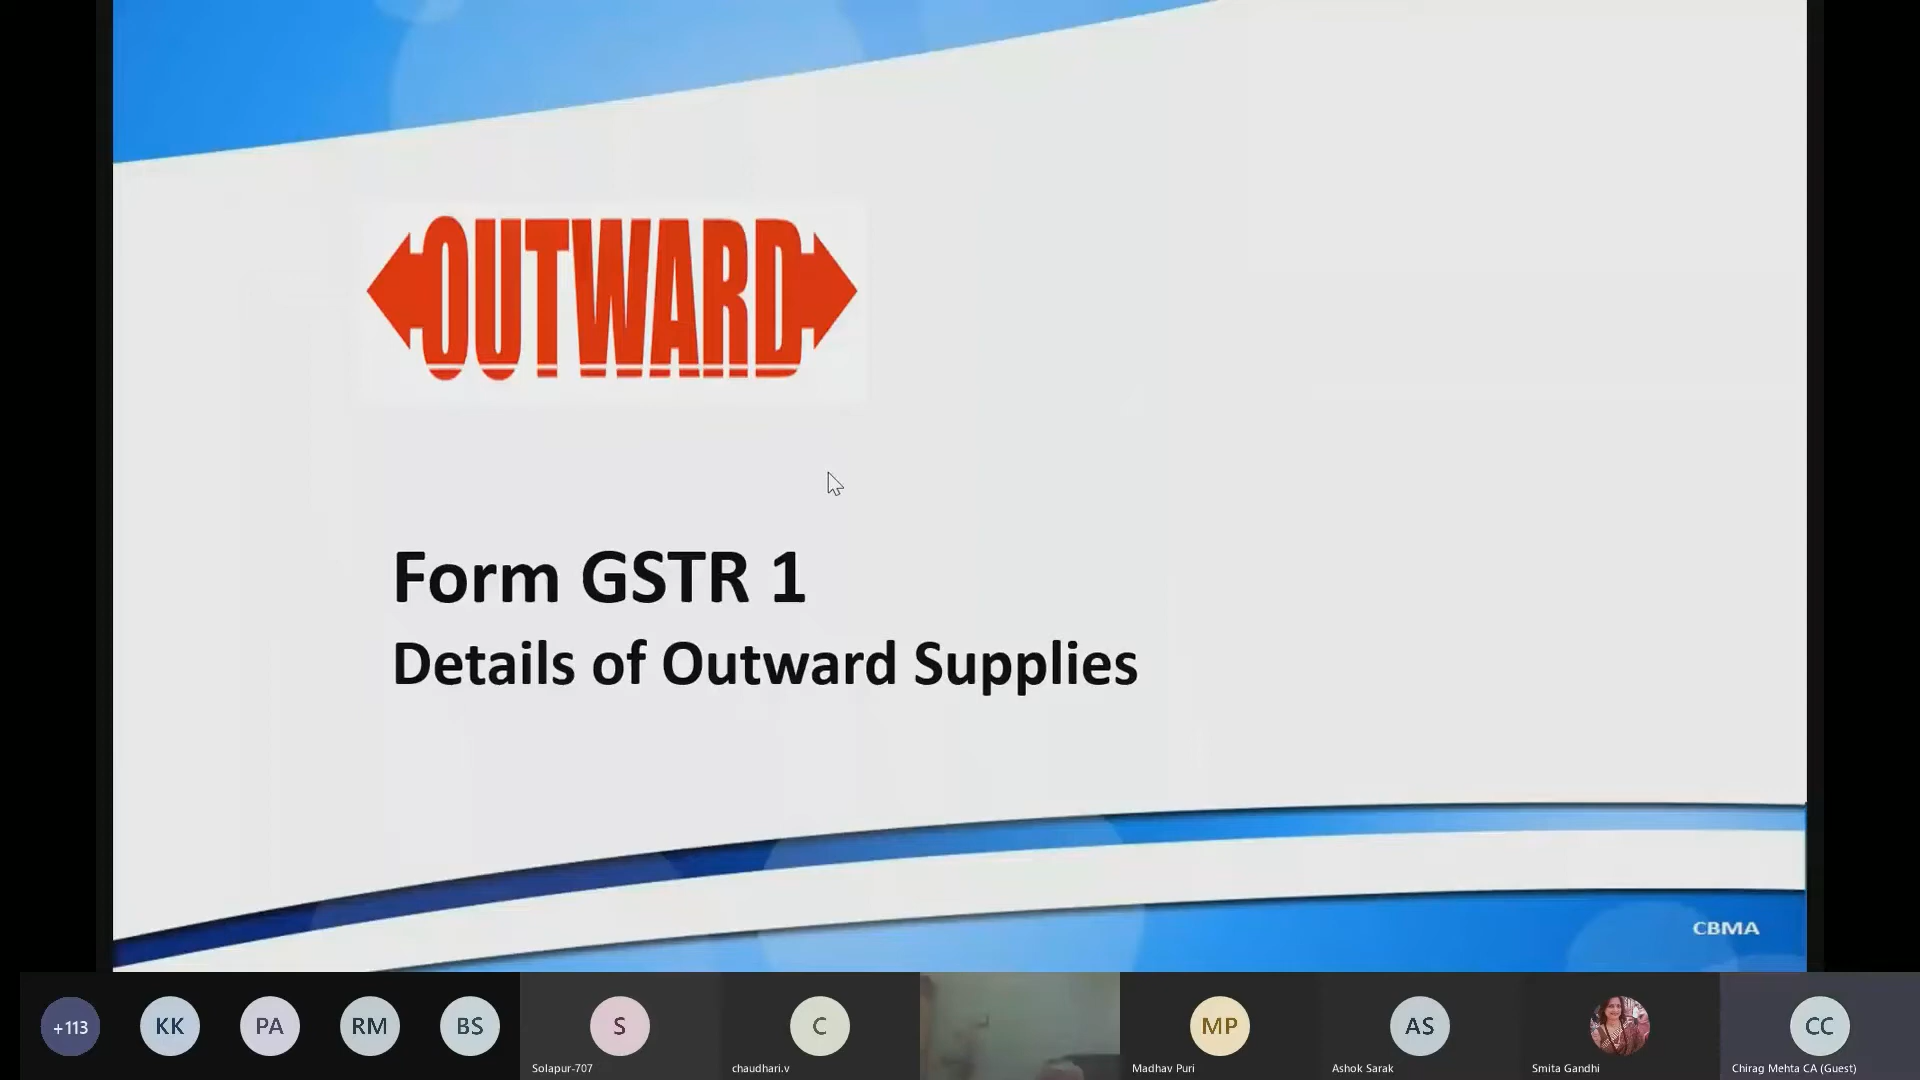 OUTWARD
Form GSTR 1
Details of Outward Supplies
CBMA
+113
KK
PA
RM
BS
S
Solapur-707
C
chaudhari.v
MP
Madhav Puri
AS
Ashok Sarak
Smita Gandhi
CC
Chirag Mehta CA (Guest)